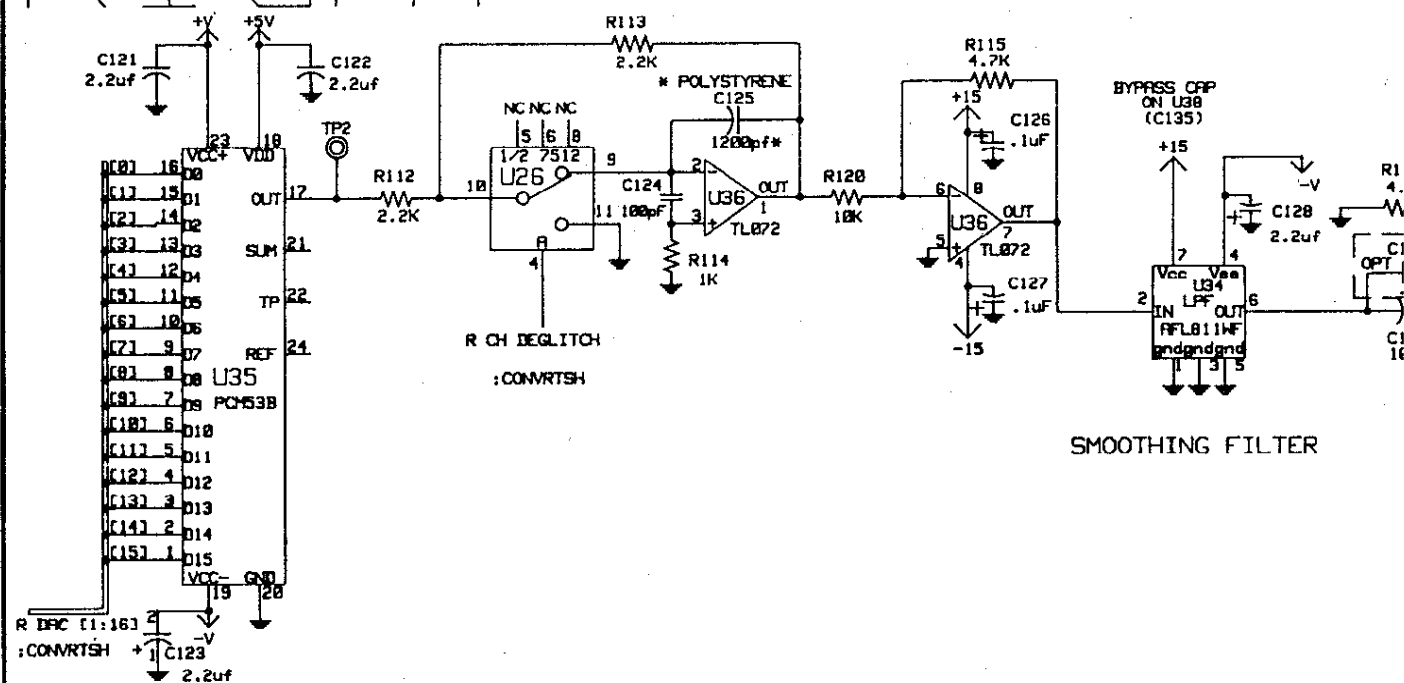 +V
+5V
C121
2.2uf
C122
2.2uf
TP2
23
18
VCC+ VDD
[0] 16 D0
[1] 15 D1
[2] 14 D2
[3] 13 D3
[4] 12 D4
[5] 11 D5
[6] 10 D6
[7] 9 D7
[8] 8 D8
[9] 7 D9
[10] 6 D10
[11] 5 D11
[12] 4 D12
[13] 3 D13
[14] 2 D14
[15] 1 D15
OUT 17
SUM 21
TP 22
REF 24
U35
PCM53B
VCC- GND
19
20
R DAC [1:16]
:CONVRTSH
2
+ 1 C123
2.2uf
-V
R112
2.2K
R113
2.2K
* POLYSTYRENE
C125
1200pf*
NC NC NC
5 6 8
1/2 7512
U26
10
9
11
A
4
R CH DEGLITCH
:CONVRTSH
C124
100pF
2 -
3 +
U36
OUT
1
TL072
R114
1K
R120
10K
R115
4.7K
+15
C126
.1uF
+
8
6 -
5 +
U36
OUT
7
TL072
4
C127
.1uF
+
-15
BYPASS CAP
ON U38
(C135)
+15
-V
C128
2.2uf
+
7
4
Vcc Vee
U34
LPF
2
IN
OUT
6
AFL811WF
gnd gnd gnd
1 3 5
SMOOTHING FILTER
R1
4.
OPT
C1
C1
10